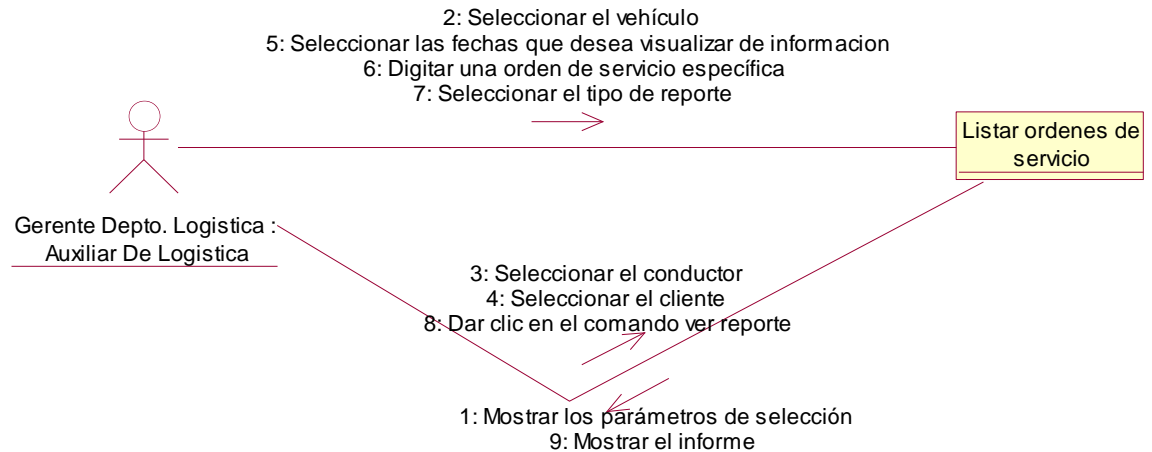 2: Seleccionar el vehículo
5: Seleccionar las fechas que desea visualizar de informacion
6: Digitar una orden de servicio específica
7: Seleccionar el tipo de reporte
Listar ordenes de
servicio
Gerente Depto. Logistica :
Auxiliar De Logistica
3: Seleccionar el conductor
4: Seleccionar el cliente
8: Dar clic en el comando ver reporte
1: Mostrar los parámetros de selección
9: Mostrar el informe